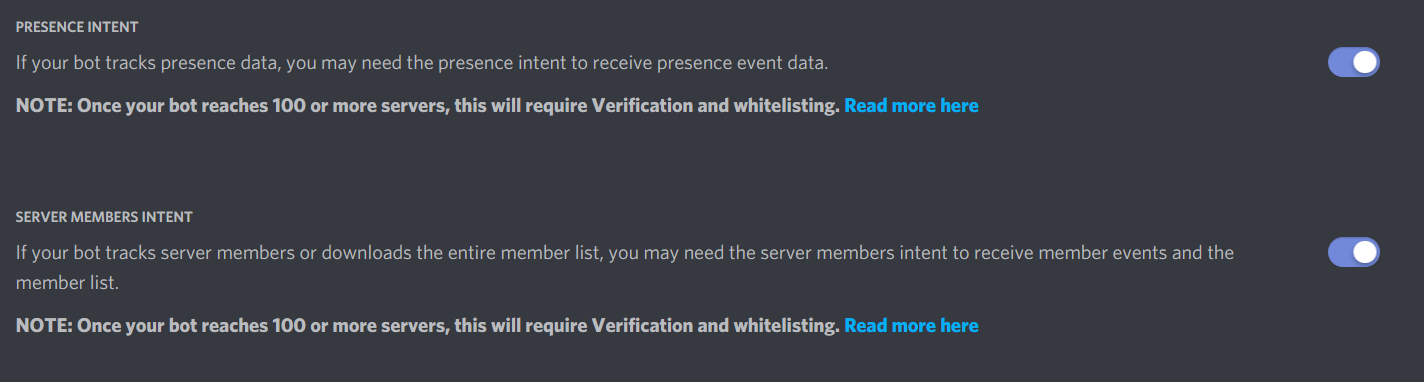 PRESENCE INTENT
If your bot tracks presence data, you may need the presence intent to receive presence event data.
NOTE: Once your bot reaches 100 or more servers, this will require Verification and whitelisting. Read more here
SERVER MEMBERS INTENT
If your bot tracks server members or downloads the entire member list, you may need the server members intent to receive member events and the
member list.
NOTE: Once your bot reaches 100 or more servers, this will require Verification and whitelisting. Read more here